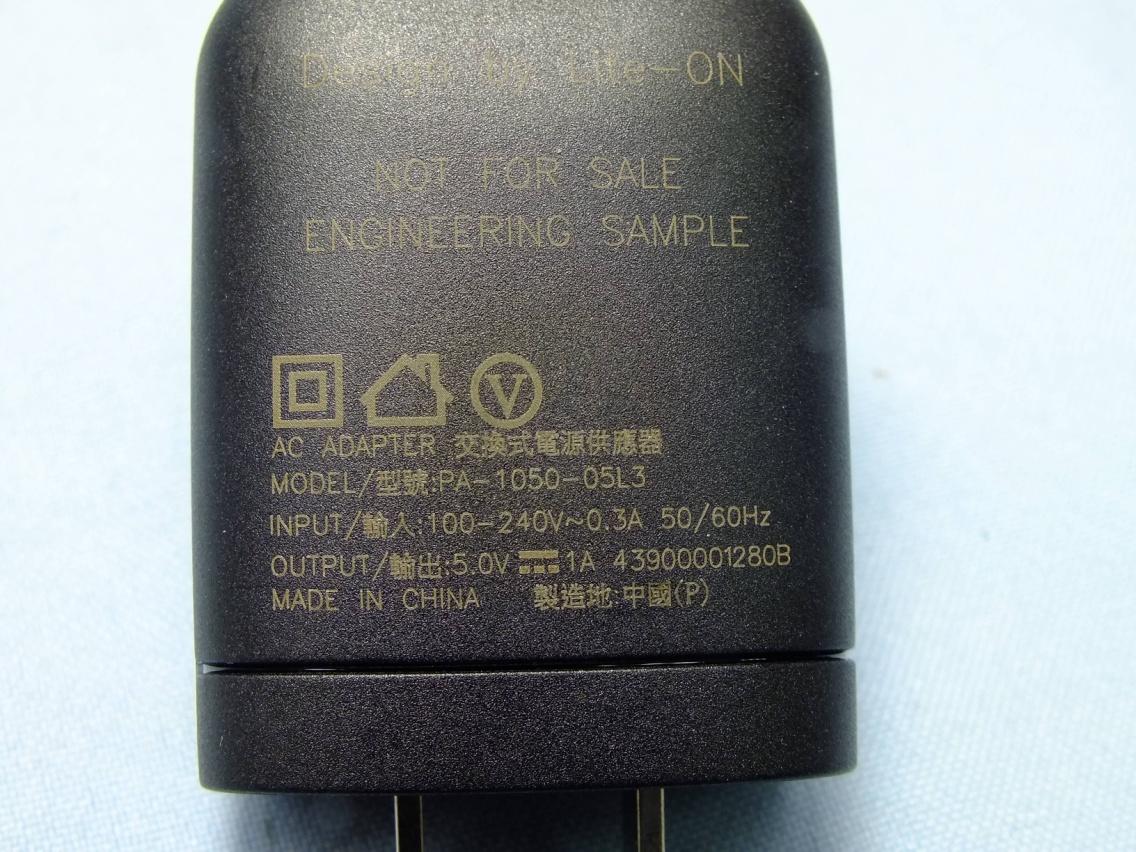 Design by Lite-ON
NOT FOR SALE
ENGINEERING SAMPLE
V
AC ADAPTER 交換式電源供應器
MODEL/型號:PA-1050-05L3
INPUT/輸入:100-240V~0.3A 50/60Hz
OUTPUT/輸出:5.0V⎓1A 43900001280B
MADE IN CHINA 製造地:中國(P)